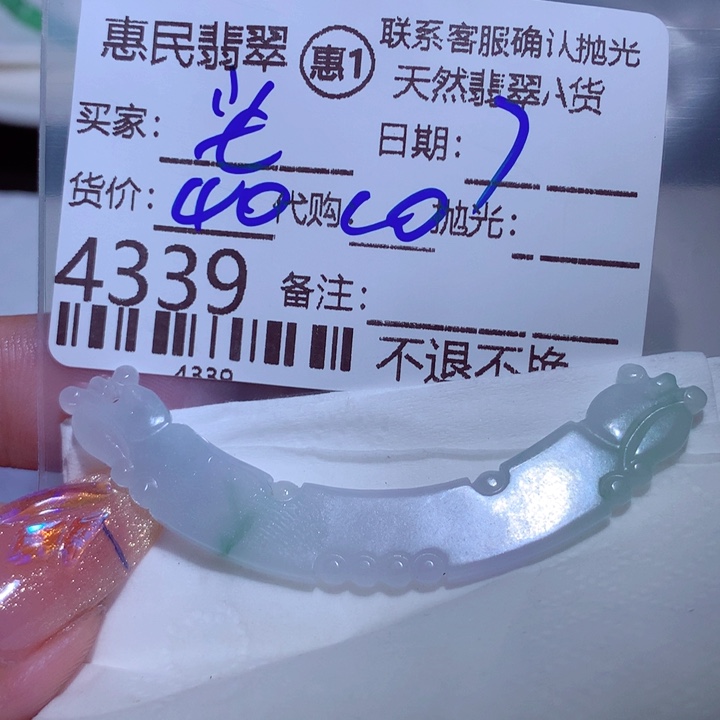 惠民翡翠 惠1 联系客服确认抛光
天然翡翠A货
买家: 日期: 7
货价: 40 代购 10 抛光:
4339 备注:
4339 不退不换